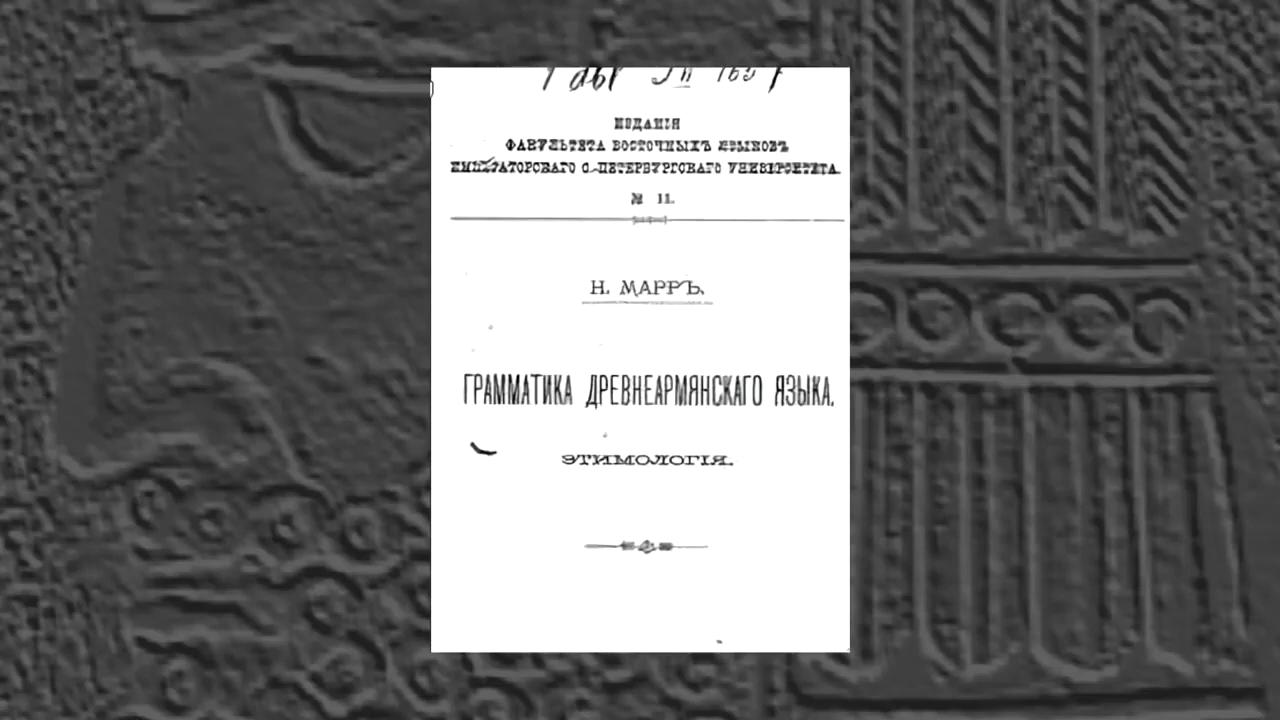 ИЗДАНІЯ
ФАКУЛЬТЕТА ВОСТОЧНЫХЪ ЯЗЫКОВЪ
ИМПЕРАТОРСКАГО С.-ПЕТЕРБУРГСКАГО УНИВЕРСИТЕТА.
№ 11.
Н. МАРРЪ.
ГРАММАТИКА ДРЕВНЕАРМЯНСКАГО ЯЗЫКА.
ЭТИМОЛОГІЯ.